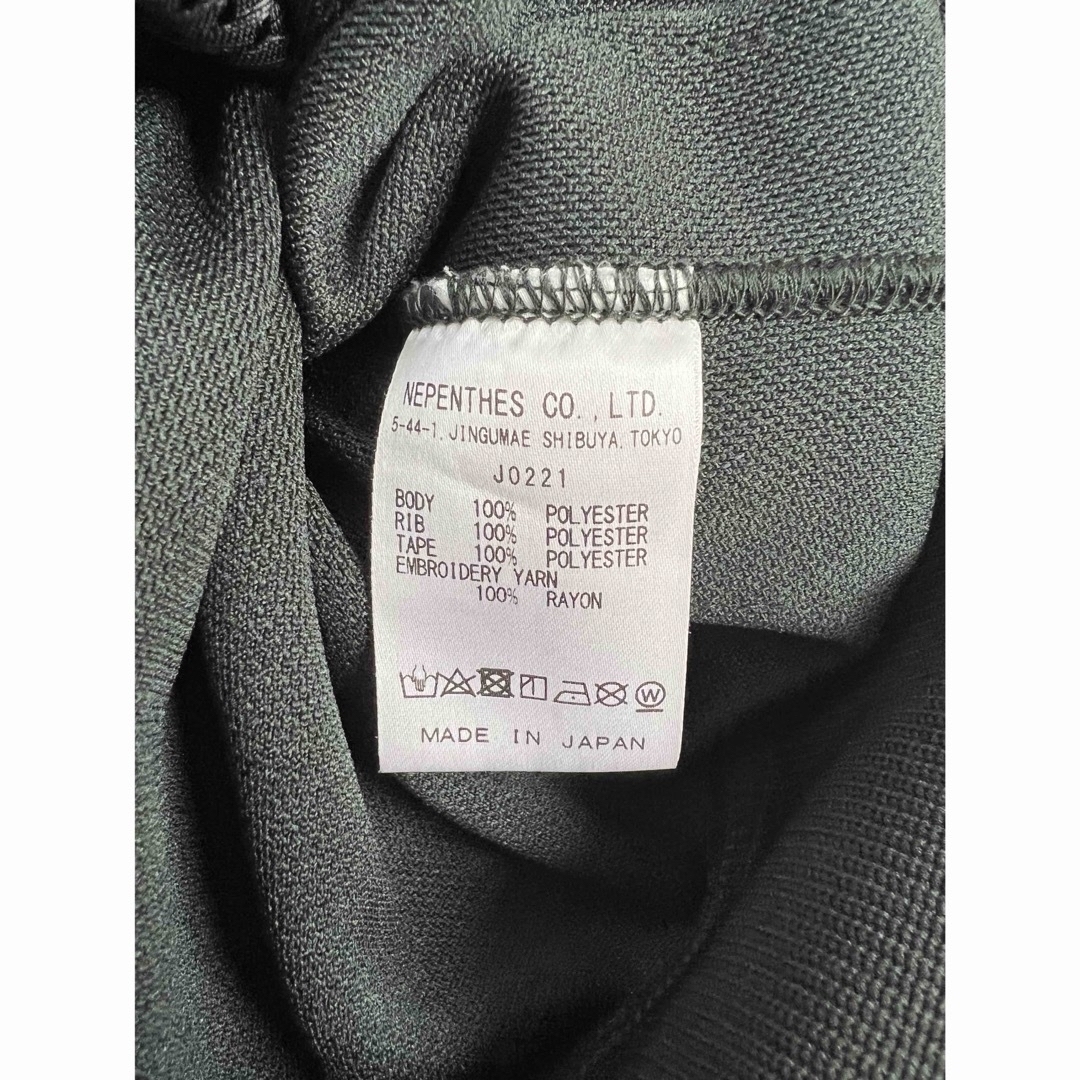 NEPENTHES CO.,LTD.
5-44-1.JINGUMAE SHIBUYA.TOKYO
J0221
BODY 100% POLYESTER
RIB 100% POLYESTER
TAPE 100% POLYESTER
EMBROIDERY YARN
100% RAYON
W
MADE IN JAPAN